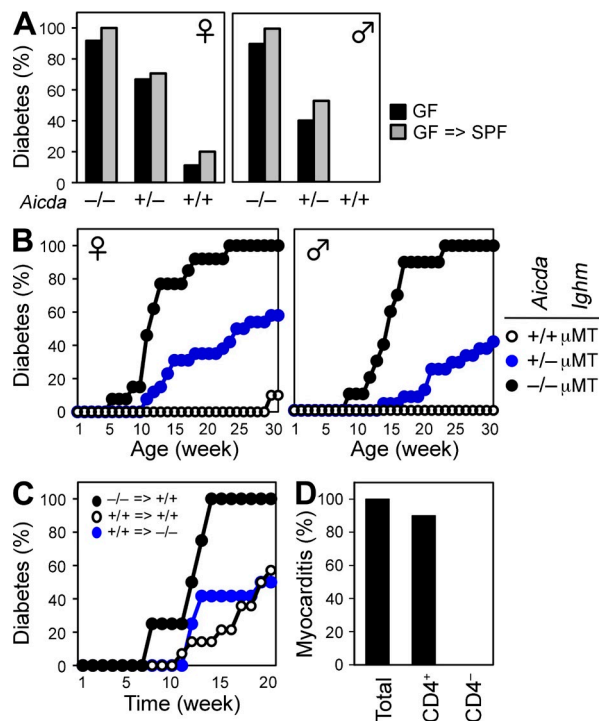 A
Diabetes (%)
100
80
60
40
20
0
♀
♂
GF
GF => SPF
Aicda
–/–
+/–
+/+
–/–
+/–
+/+
B
Diabetes (%)
100
80
60
40
20
0
♀
♂
1 5 10 15 20 25 30
1 5 10 15 20 25 30
Age (week)
Age (week)
Aicda
Ighm
+/+ μMT
+/– μMT
–/– μMT
C
Diabetes (%)
100
80
60
40
20
0
–/– => +/+
+/+ => +/+
+/+ => –/–
1 5 10 15 20
Time (week)
D
Myocarditis (%)
100
80
60
40
20
0
Total
CD4⁺
CD4⁻